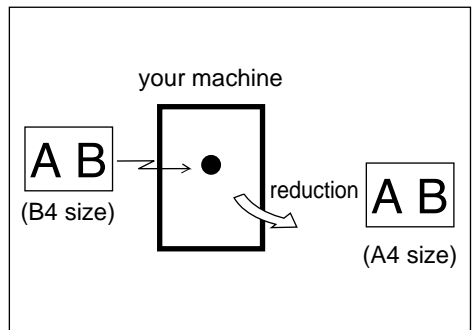 your machine
A B
(B4 size)
reduction
A B
(A4 size)